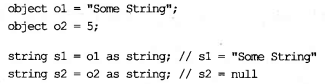 object o1 = "Some String";
object o2 = 5;
string s1 = o1 as string; // s1 = "Some String"
string s2 = o2 as string; // s2 = null